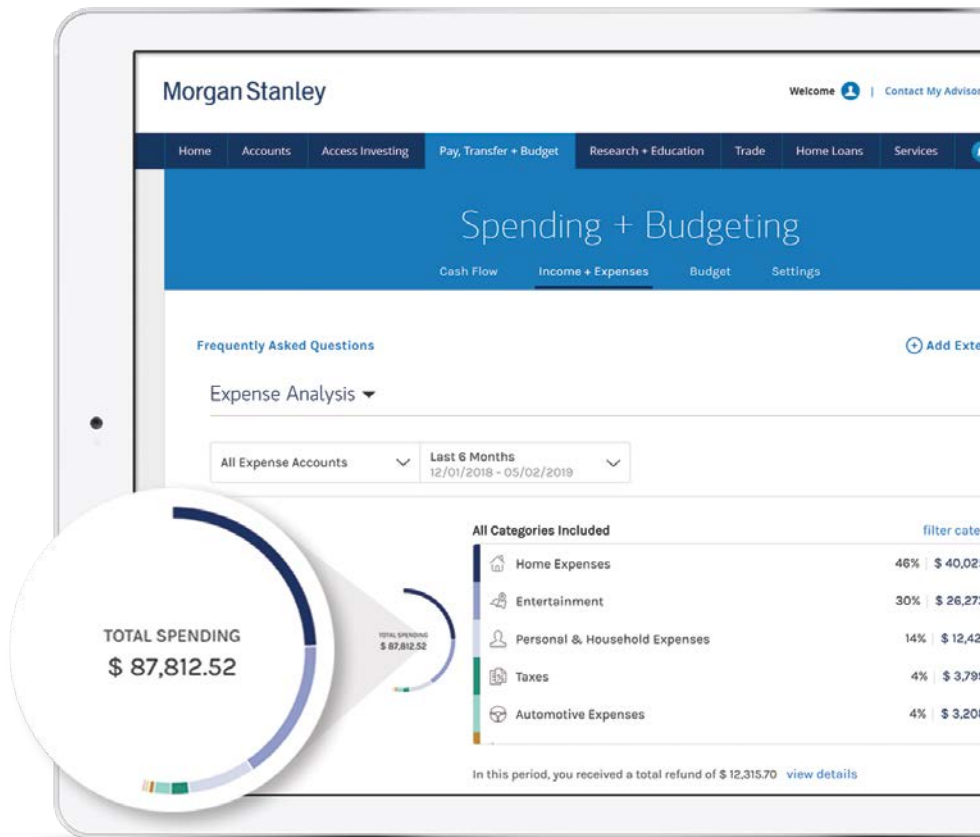 Morgan Stanley
Welcome | Contact My Advisor
Home Accounts Access Investing Pay, Transfer + Budget Research + Education Trade Home Loans Services
Spending + Budgeting
Cash Flow Income + Expenses Budget Settings
Frequently Asked Questions
Add Exte
Expense Analysis
All Expense Accounts
Last 6 Months
12/01/2018 - 05/02/2019
All Categories Included
filter cate
Home Expenses 46% | $ 40,02
Entertainment 30% | $ 26,27
Personal & Household Expenses 14% | $ 12,42
Taxes 4% | $ 3,79
Automotive Expenses 4% | $ 3,20
TOTAL SPENDING
$ 87,812.52
TOTAL SPENDING
$ 87,812.52
In this period, you received a total refund of $ 12,315.70 view details